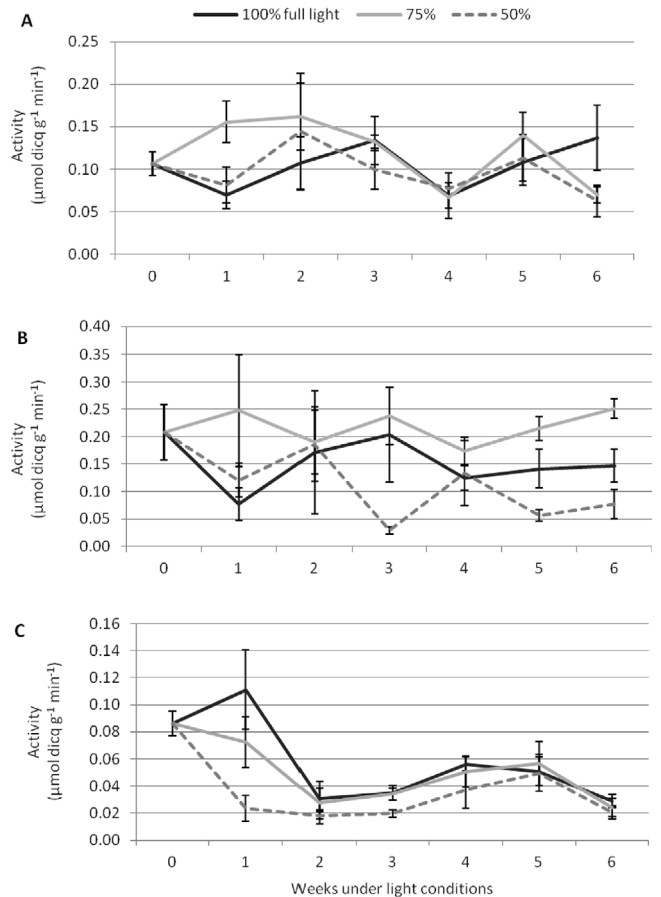 A
100% full light 75% 50%
Activity
(µmol dicq g⁻¹ min⁻¹)
0.25
0.20
0.15
0.10
0.05
0.00
0 1 2 3 4 5 6
B
Activity
(µmol dicq g⁻¹ min⁻¹)
0.40
0.35
0.30
0.25
0.20
0.15
0.10
0.05
0.00
0 1 2 3 4 5 6
C
Activity
(µmol dicq g⁻¹ min⁻¹)
0.16
0.14
0.12
0.10
0.08
0.06
0.04
0.02
0.00
0 1 2 3 4 5 6
Weeks under light conditions